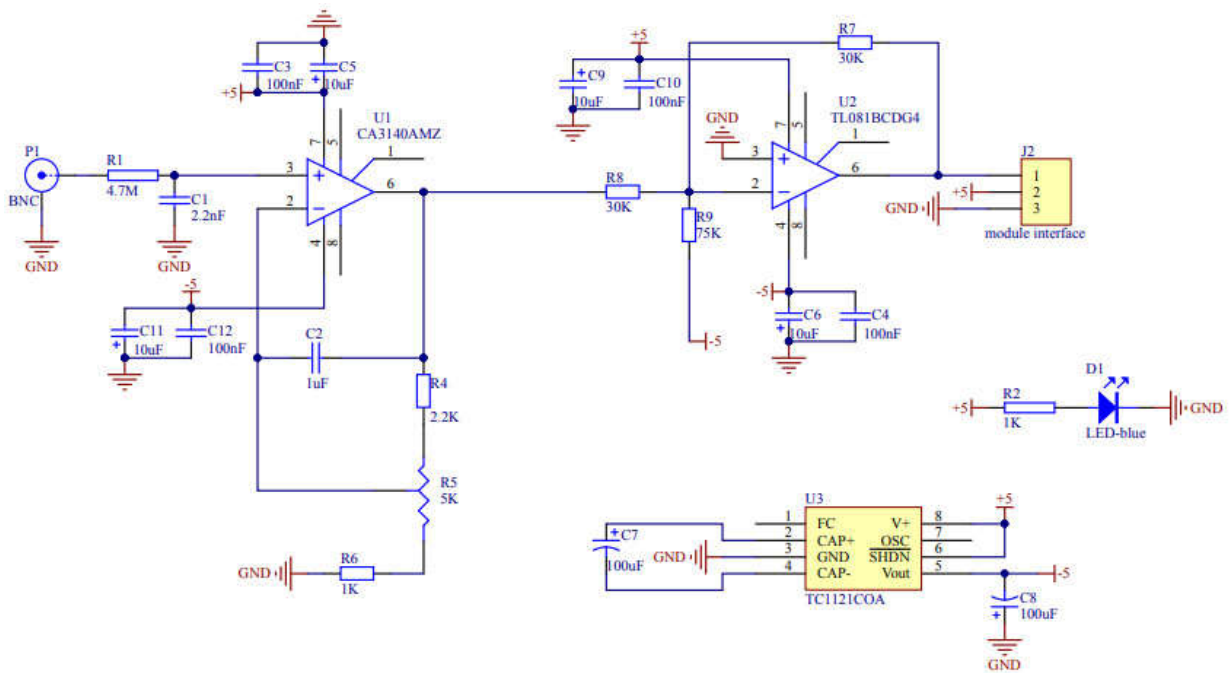 +5
C3
100nF
C5
10uF
U1
CA3140AMZ
7
5
1
3
6
2
4
8
P1
BNC
R1
4.7M
C1
2.2nF
GND
GND
-5
C11
10uF
C12
100nF
C2
1uF
R4
2.2K
R5
5K
R6
1K
GND
+5
C9
10uF
C10
100nF
R7
30K
U2
TL081BCDG4
GND
7
5
1
3
6
2
4
8
R8
30K
R9
75K
-5
-5
C6
10uF
C4
100nF
J2
1
+5
2
GND
3
module interface
+5
R2
1K
D1
LED-blue
GND
U3
+5
C7
100uF
GND
1
FC
V+
8
2
CAP+
OSC
7
3
GND
SHDN
6
4
CAP-
Vout
5
-5
TC1121COA
C8
100uF
GND